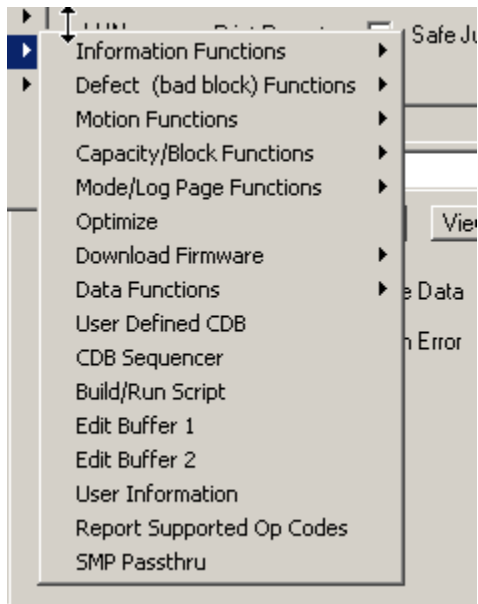 Safe
Information Functions
Defect (bad block) Functions
Motion Functions
Capacity/Block Functions
Mode/Log Page Functions
Optimize
Download Firmware
Data Functions
Data
User Defined CDB
Error
CDB Sequencer
Build/Run Script
Edit Buffer 1
Edit Buffer 2
User Information
Report Supported Op Codes
SMP Passthru